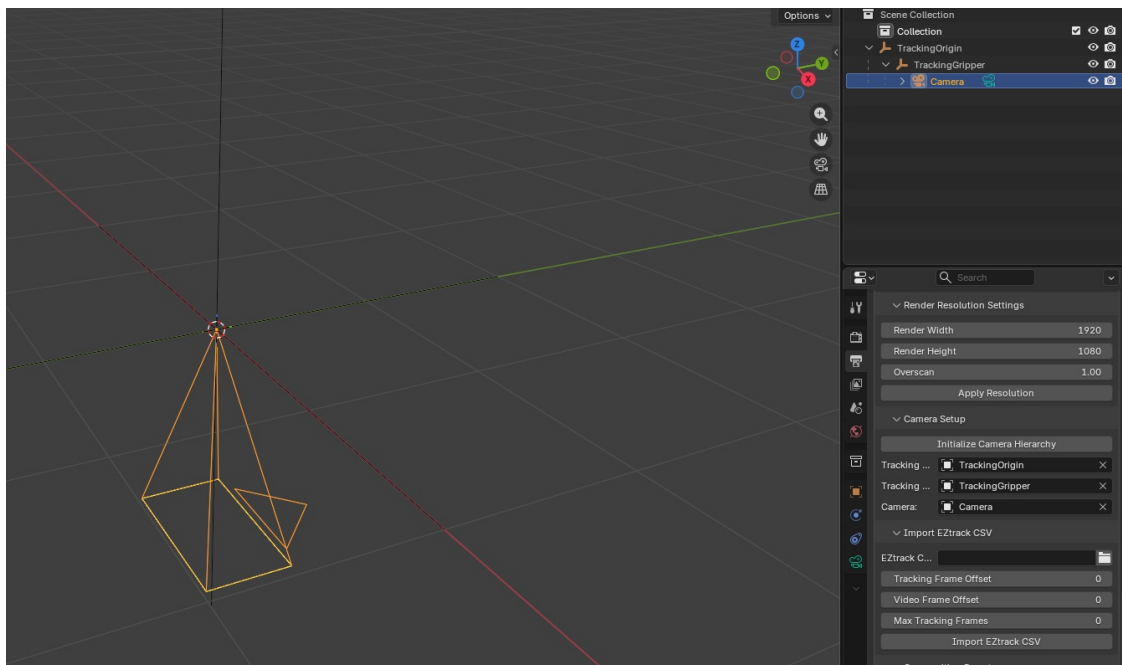 Options
Z
Y
X
Scene Collection
Collection
TrackingOrigin
TrackingGripper
Camera
Search
Render Resolution Settings
Render Width 1920
Render Height 1080
Overscan 1.00
Apply Resolution
Camera Setup
Initialize Camera Hierarchy
Tracking ... TrackingOrigin
Tracking ... TrackingGripper
Camera: Camera
Import EZtrack CSV
EZtrack C...
Tracking Frame Offset 0
Video Frame Offset 0
Max Tracking Frames 0
Import EZtrack CSV